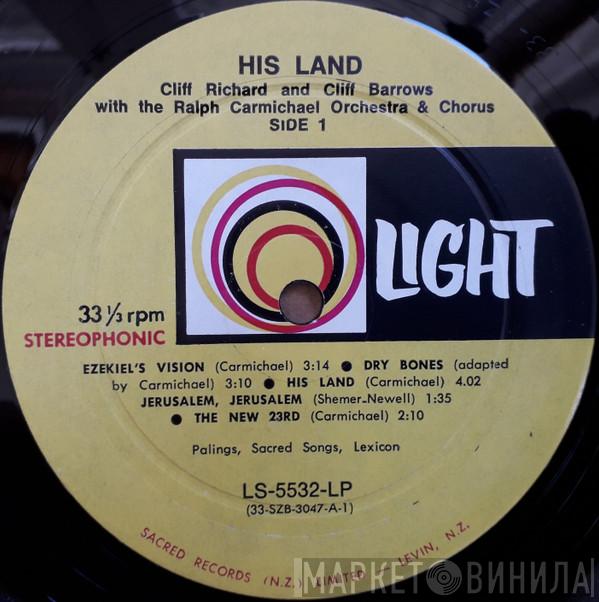 HIS LAND
Cliff Richard and Cliff Barrows
with the Ralph Carmichael Orchestra & Chorus
SIDE 1
LIGHT
33 1/3 rpm
STEREOPHONIC
EZEKIEL'S VISION (Carmichael) 3:14 ● DRY BONES (adapted
by Carmichael) 3:10 ● HIS LAND (Carmichael) 4.02
JERUSALEM, JERUSALEM (Shemer-Newell) 1:35
● THE NEW 23RD (Carmichael) 2:10
Palings, Sacred Songs, Lexicon
LS-5532-LP
(33-SZB-3047-A-1)
SACRED RECORDS (N.Z.) LIMITED — LEVIN, N.Z.
МАРКЕТ ВИНИЛА